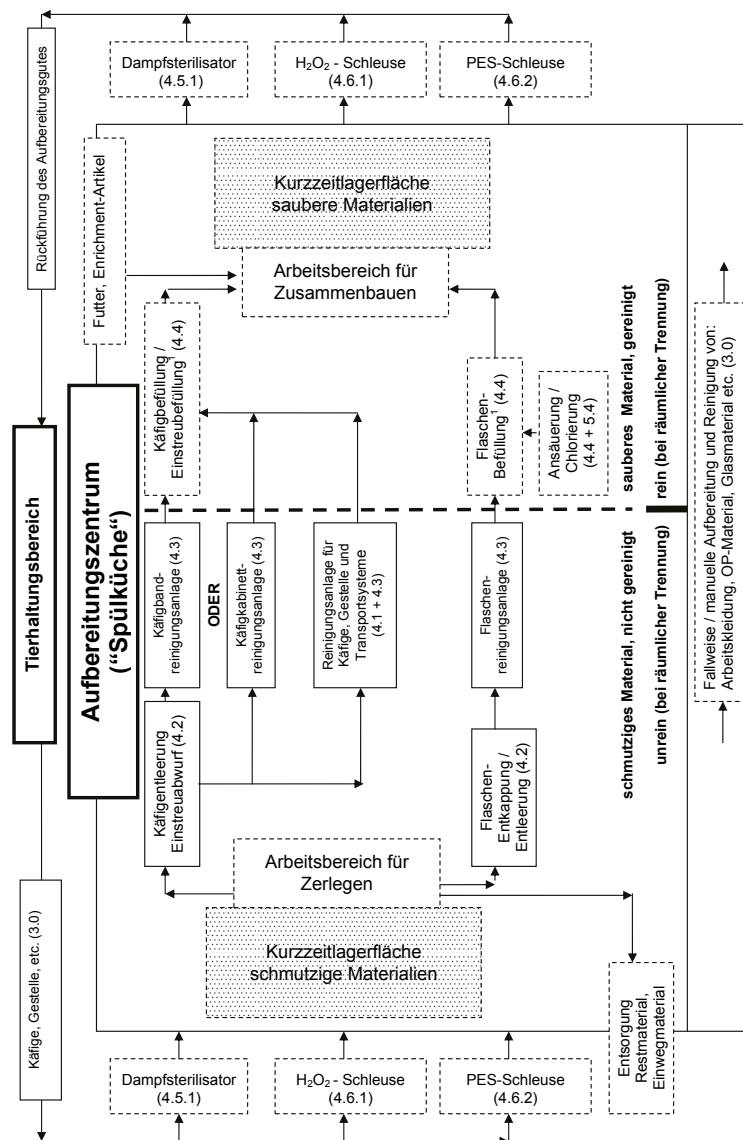 Tierhaltungsbereich
Käfige, Gestelle, etc. (3.0)
Rückführung des Aufbereitungsgutes
Aufbereitungszentrum
(“Spülküche“)
Dampfsterilisator
(4.5.1)
H₂O₂ - Schleuse
(4.6.1)
PES-Schleuse
(4.6.2)
Kurzzeitlagerfläche
schmutzige Materialien
Arbeitsbereich für
Zerlegen
Entsorgung
Restmaterial,
Einwegmaterial
Käfigentleerung /
Einstreuabwurf (4.2)
Käfigband-
reinigungsanlage (4.3)
ODER
Käfigkabinett-
reinigungsanlage (4.3)
Reinigungsanlage für
Käfige, Gestelle und
Transportsysteme
(4.1 + 4.3)
Käfigbefüllung /
Einstreubefüllung¹ (4.4)
Flaschen-
Entkappung /
Entleerung (4.2)
Flaschen-
reinigungsanlage (4.3)
Flaschen-
Befüllung¹ (4.4)
Ansäuerung /
Chlorierung
(4.4 + 5.4)
Futter, Enrichment-Artikel
Arbeitsbereich für
Zusammenbauen
Kurzzeitlagerfläche
saubere Materialien
Dampfsterilisator
(4.5.1)
H₂O₂ - Schleuse
(4.6.1)
PES-Schleuse
(4.6.2)
schmutziges Material, nicht gereinigt
unrein (bei räumlicher Trennung)
sauberes Material, gereinigt
rein (bei räumlicher Trennung)
Fallweise / manuelle Aufbereitung und Reinigung von:
Arbeitskleidung, OP-Material, Glasmaterial etc. (3.0)